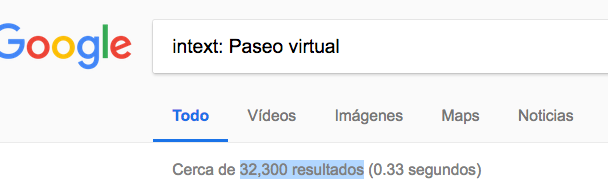 Google
intext: Paseo virtual
Todo Vídeos Imágenes Maps Noticias
Cerca de 32,300 resultados (0.33 segundos)